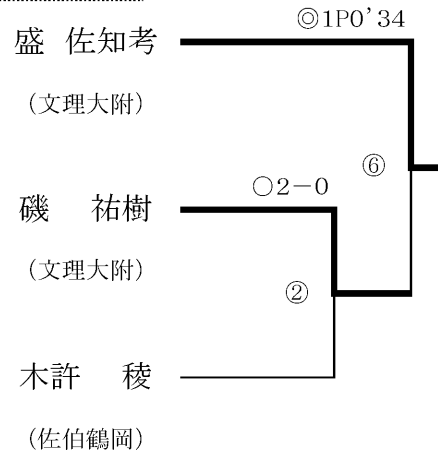 ◎1P0'34
盛 佐知考
(文理大附)
⑥
○2-0
磯 祐樹
(文理大附)
②
木許 稜
(佐伯鶴岡)